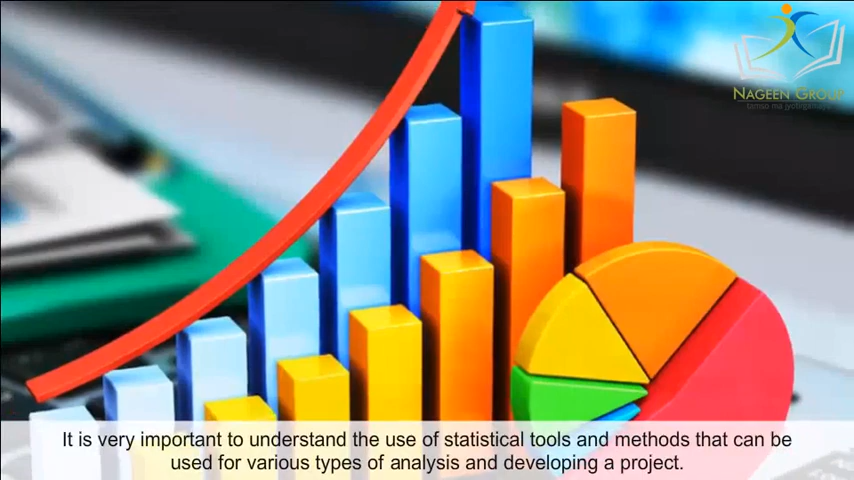 NAGEEN GROUP
It is very important to understand the use of statistical tools and methods that can be
used for various types of analysis and developing a project.